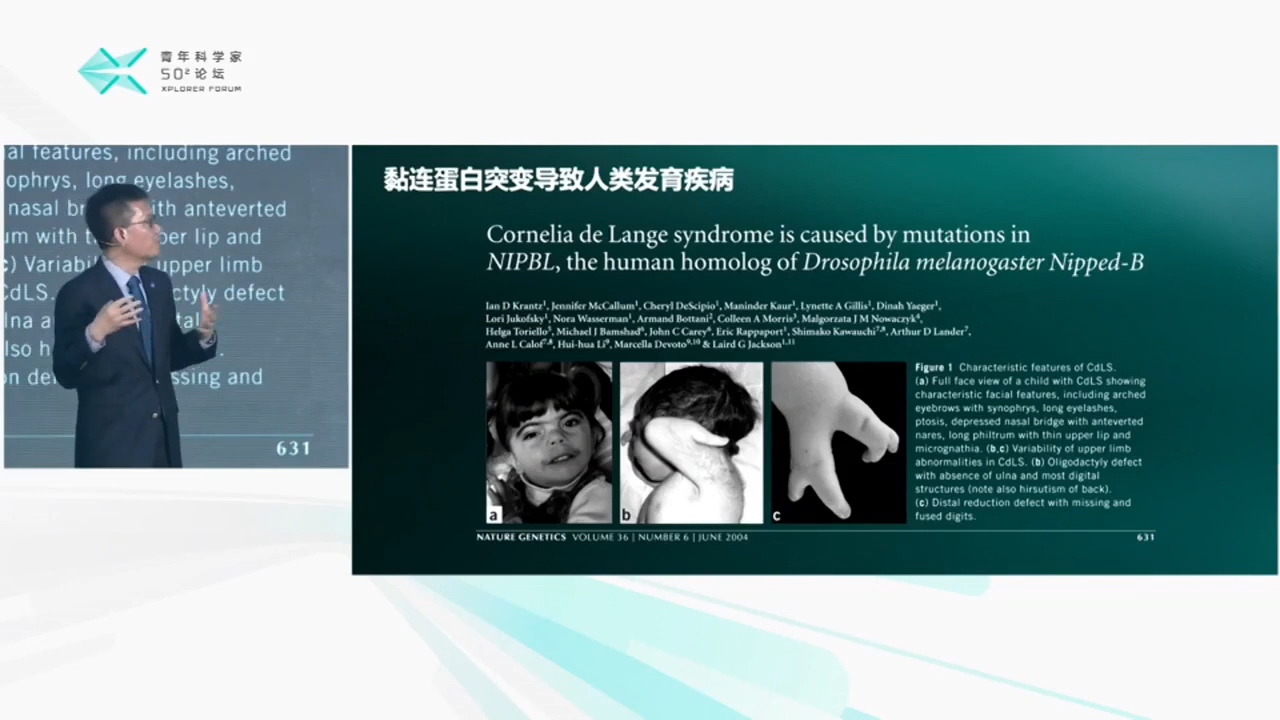 青年科学家
50²论坛
XPLORER FORUM
al features, including arched
ophrys, long eyelashes,
nasal br ith anteverted
um with t per lip and
c) Variabil upper limb
CdLS. ctyly defect
lna a tal
lso h .
n de ssing and
631
黏连蛋白突变导致人类发育疾病
Cornelia de Lange syndrome is caused by mutations in
NIPBL, the human homolog of Drosophila melanogaster Nipped-B
Ian D Krantz¹, Jennifer McCallum¹, Cheryl DeScipio¹, Maninder Kaur¹, Lynette A Gillis¹, Dinah Yaeger¹,
Lori Jukofsky¹, Nora Wasserman¹, Armand Bottani², Colleen A Morris³, Malgorzata J M Nowaczyk⁴,
Helga Toriello⁵, Michael J Bamshad⁶, John C Carey⁶, Eric Rappaport¹, Shimako Kawauchi⁷,⁸, Arthur D Lander⁷,
Anne L Calof⁷,⁸, Hui-hua Li⁹, Marcella Devoto⁹,¹⁰ & Laird G Jackson¹,¹¹
a
b
c
Figure 1 Characteristic features of CdLS.
(a) Full face view of a child with CdLS showing
characteristic facial features, including arched
eyebrows with synophrys, long eyelashes,
ptosis, depressed nasal bridge with anteverted
nares, long philtrum with thin upper lip and
micrognathia. (b,c) Variability of upper limb
abnormalities in CdLS. (b) Oligodactyly defect
with absence of ulna and most digital
structures (note also hirsutism of back).
(c) Distal reduction defect with missing and
fused digits.
NATURE GENETICS VOLUME 36 | NUMBER 6 | JUNE 2004
631